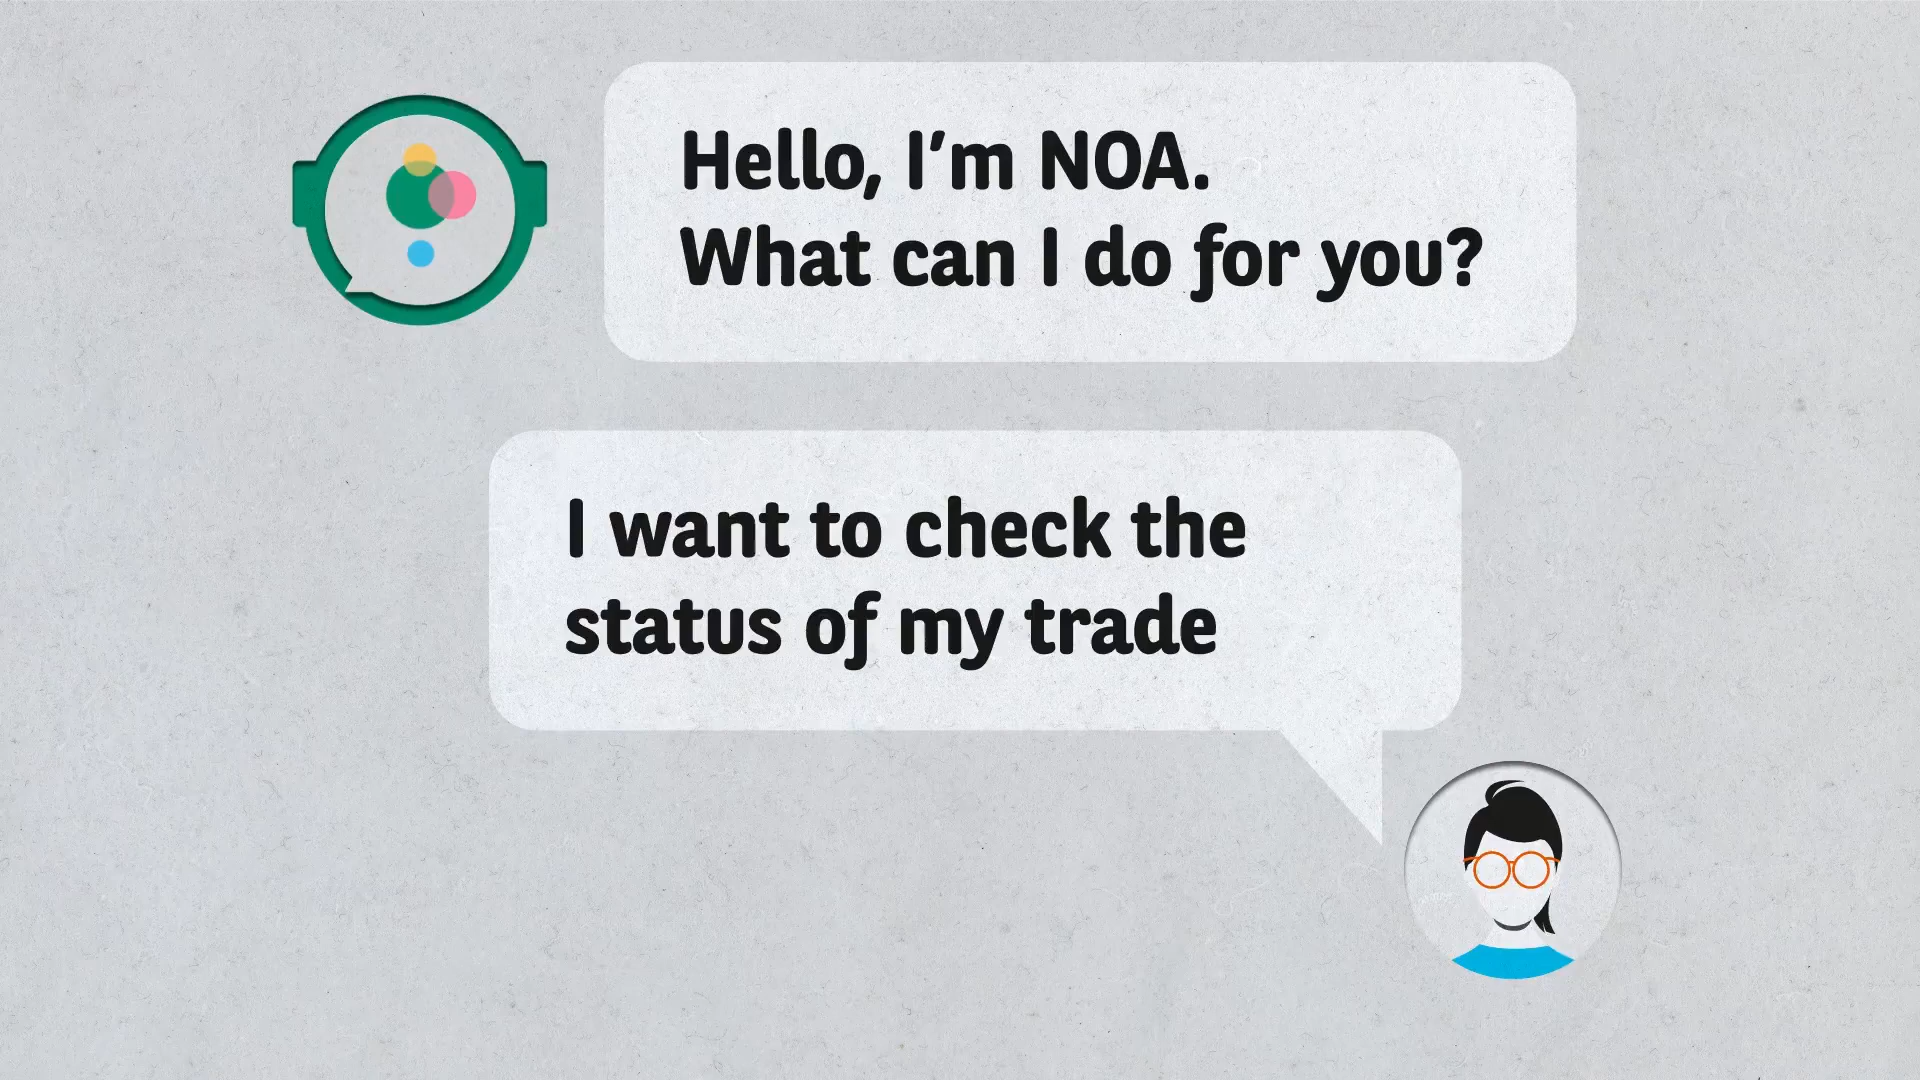 Hello, I’m NOA.
What can I do for you?
I want to check the
status of my trade